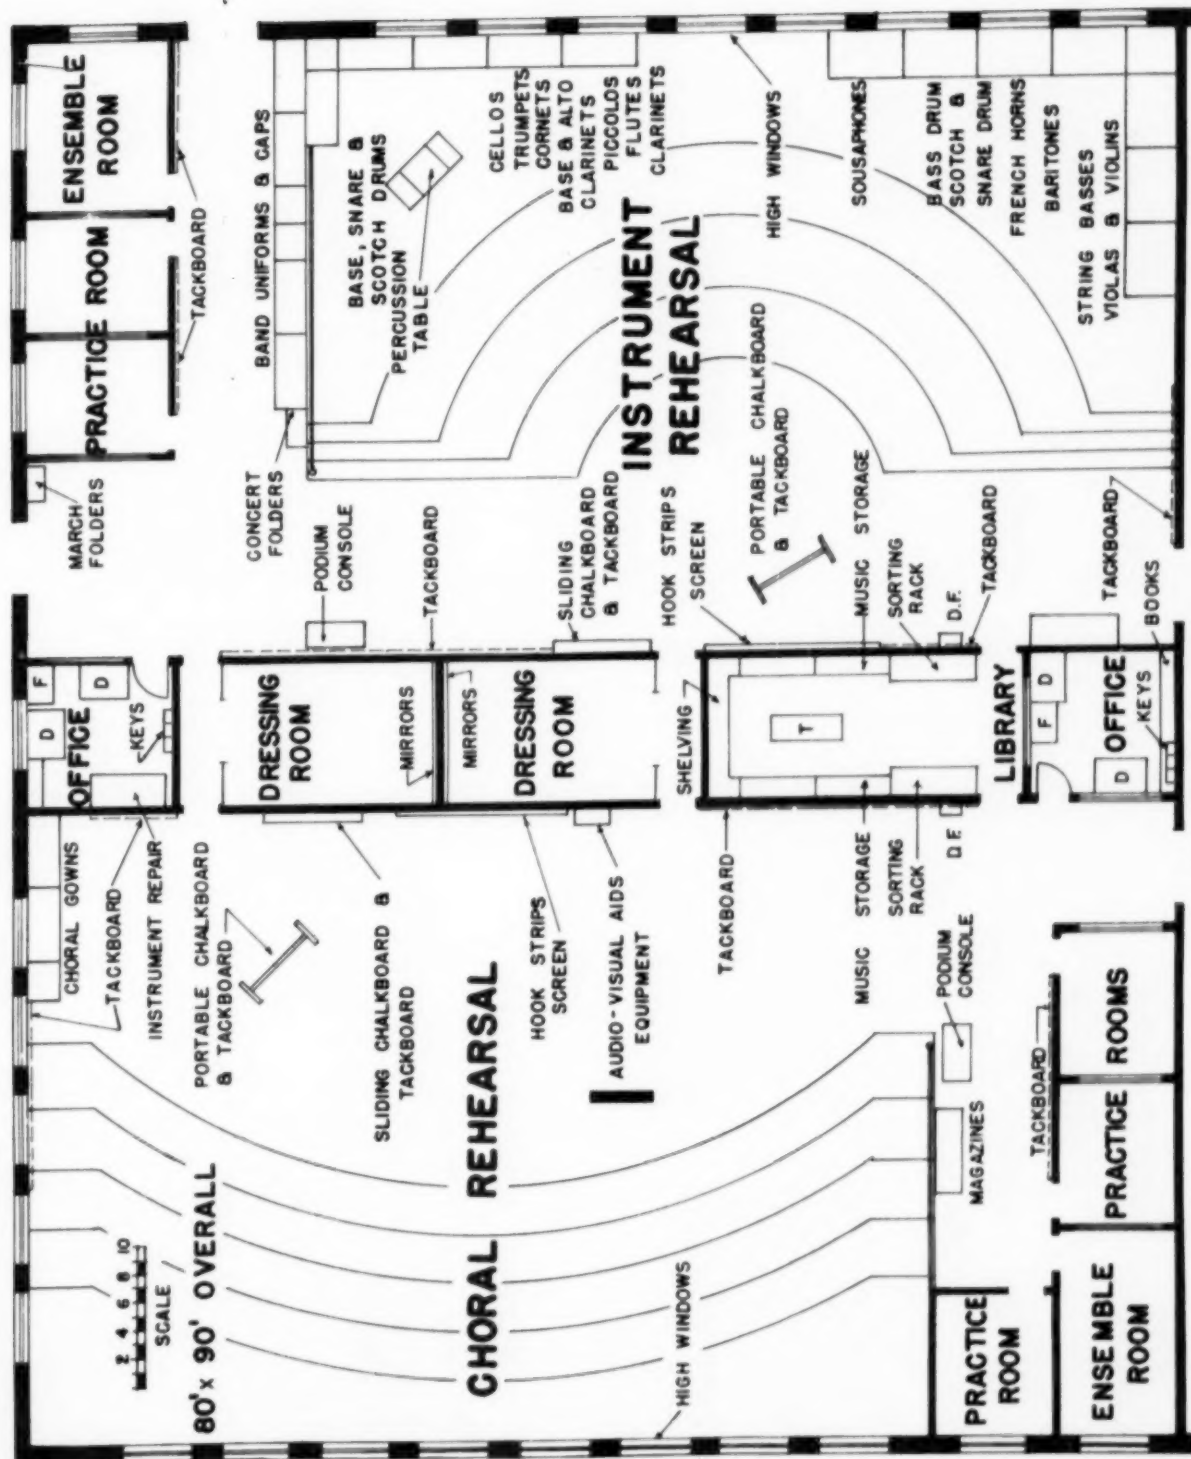 ENSEMBLE
ROOM
PRACTICE ROOM
TACKBOARD
MARCH
FOLDERS
BAND UNIFORMS & CAPS
CONCERT
FOLDERS
BASE, SNARE &
SCOTCH DRUMS
PERCUSSION
TABLE
CELLOS
TRUMPETS
CORNETS
BASE & ALTO
CLARINETS
PICCOLOS
FLUTES
CLARINETS
HIGH WINDOWS
SOUSAPHONES
BASS DRUM
SCOTCH &
SNARE DRUM
FRENCH HORNS
BARITONES
STRING BASSES
VIOLAS & VIOLINS
INSTRUMENT
REHEARSAL
PODIUM
CONSOLE
TACKBOARD
SLIDING
CHALKBOARD
& TACKBOARD
HOOK STRIPS
SCREEN
PORTABLE CHALKBOARD
& TACKBOARD
MUSIC STORAGE
SORTING
RACK
D.F.
TACKBOARD
TACKBOARD
BOOKS
F
D
D
OFFICE
KEYS
DRESSING
ROOM
MIRRORS
MIRRORS
DRESSING
ROOM
SHELVING
T
LIBRARY
D
F
D
OFFICE
KEYS
CHORAL GOWNS
TACKBOARD
INSTRUMENT REPAIR
PORTABLE CHALKBOARD
& TACKBOARD
SLIDING CHALKBOARD &
TACKBOARD
HOOK STRIPS
SCREEN
AUDIO-VISUAL AIDS
EQUIPMENT
TACKBOARD
MUSIC STORAGE
SORTING
RACK
D.F.
PODIUM
CONSOLE
MAGAZINES
TACKBOARD
80' x 90' OVERALL
2 4 6 8 10
SCALE
CHORAL REHEARSAL
HIGH WINDOWS
PRACTICE
ROOM
PRACTICE ROOMS
ENSEMBLE
ROOM